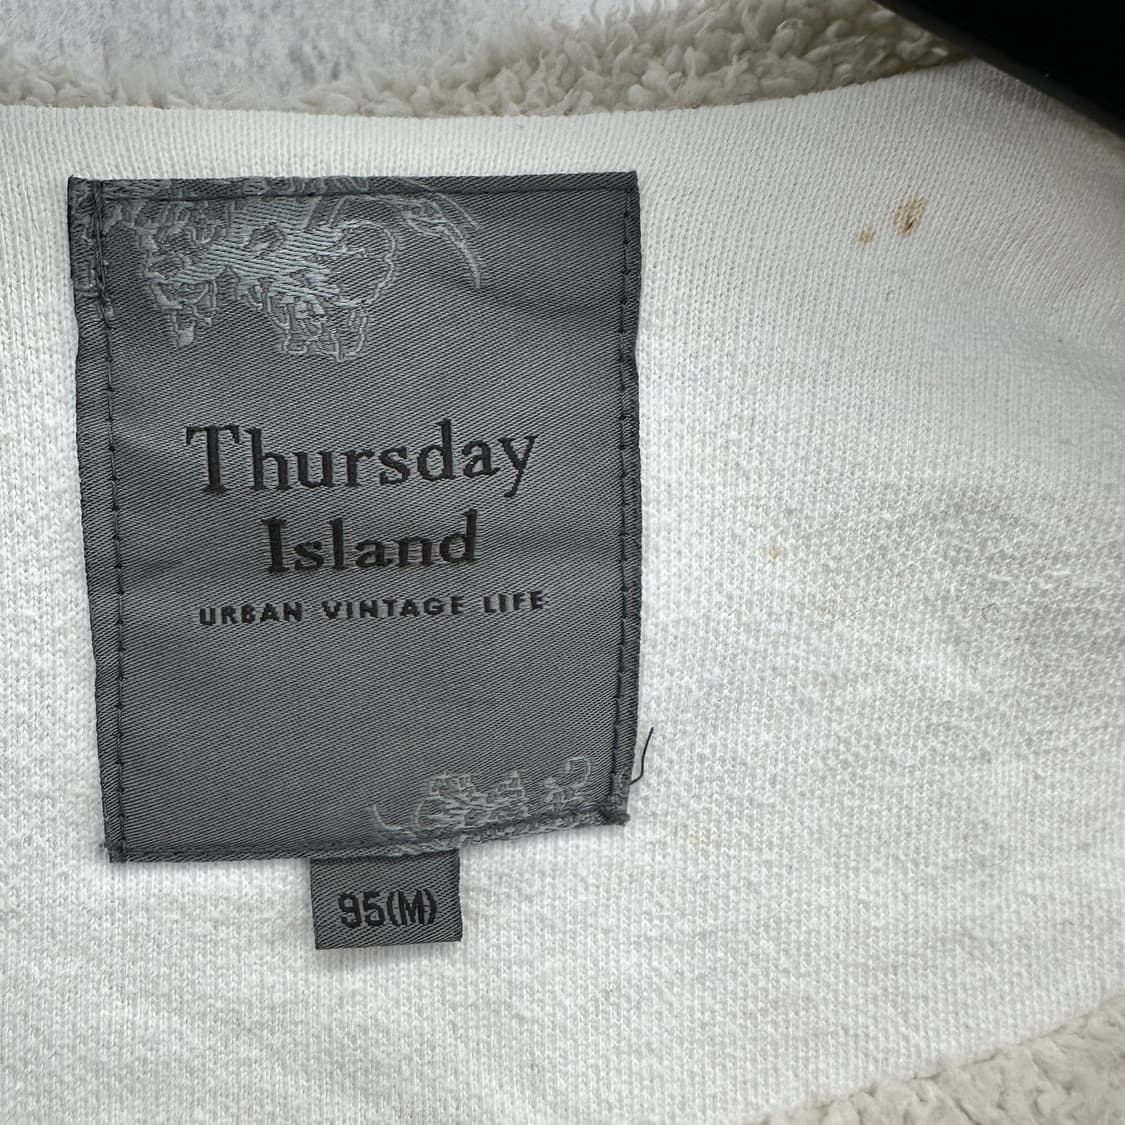 Thursday
Island
URBAN VINTAGE LIFE
95(M)